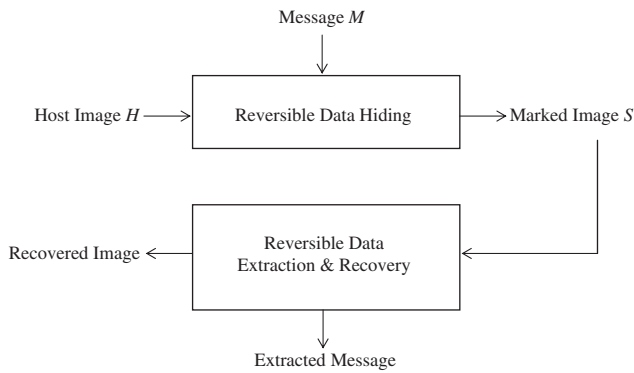 Message M
Host Image H
Reversible Data Hiding
Marked Image S
Recovered Image
Reversible Data
Extraction & Recovery
Extracted Message